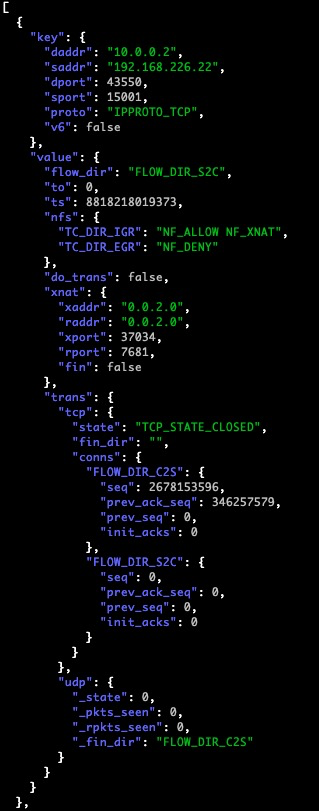 [
  {
    "key": {
      "daddr": "10.0.0.2",
      "saddr": "192.168.226.22",
      "dport": 43550,
      "sport": 15001,
      "proto": "IPPROTO_TCP",
      "v6": false
    },
    "value": {
      "flow_dir": "FLOW_DIR_S2C",
      "to": 0,
      "ts": 8818218019373,
      "nfs": {
        "TC_DIR_IGR": "NF_ALLOW NF_XNAT",
        "TC_DIR_EGR": "NF_DENY"
      },
      "do_trans": false,
      "xnat": {
        "xaddr": "0.0.2.0",
        "raddr": "0.0.2.0",
        "xport": 37034,
        "rport": 7681,
        "fin": false
      },
      "trans": {
        "tcp": {
          "state": "TCP_STATE_CLOSED",
          "fin_dir": "",
          "conns": {
            "FLOW_DIR_C2S": {
              "seq": 2678153596,
              "prev_ack_seq": 346257579,
              "prev_seq": 0,
              "init_acks": 0
            },
            "FLOW_DIR_S2C": {
              "seq": 0,
              "prev_ack_seq": 0,
              "prev_seq": 0,
              "init_acks": 0
            }
          }
        },
        "udp": {
          "_state": 0,
          "_pkts_seen": 0,
          "_rpkts_seen": 0,
          "_fin_dir": "FLOW_DIR_C2S"
        }
      }
    }
  },